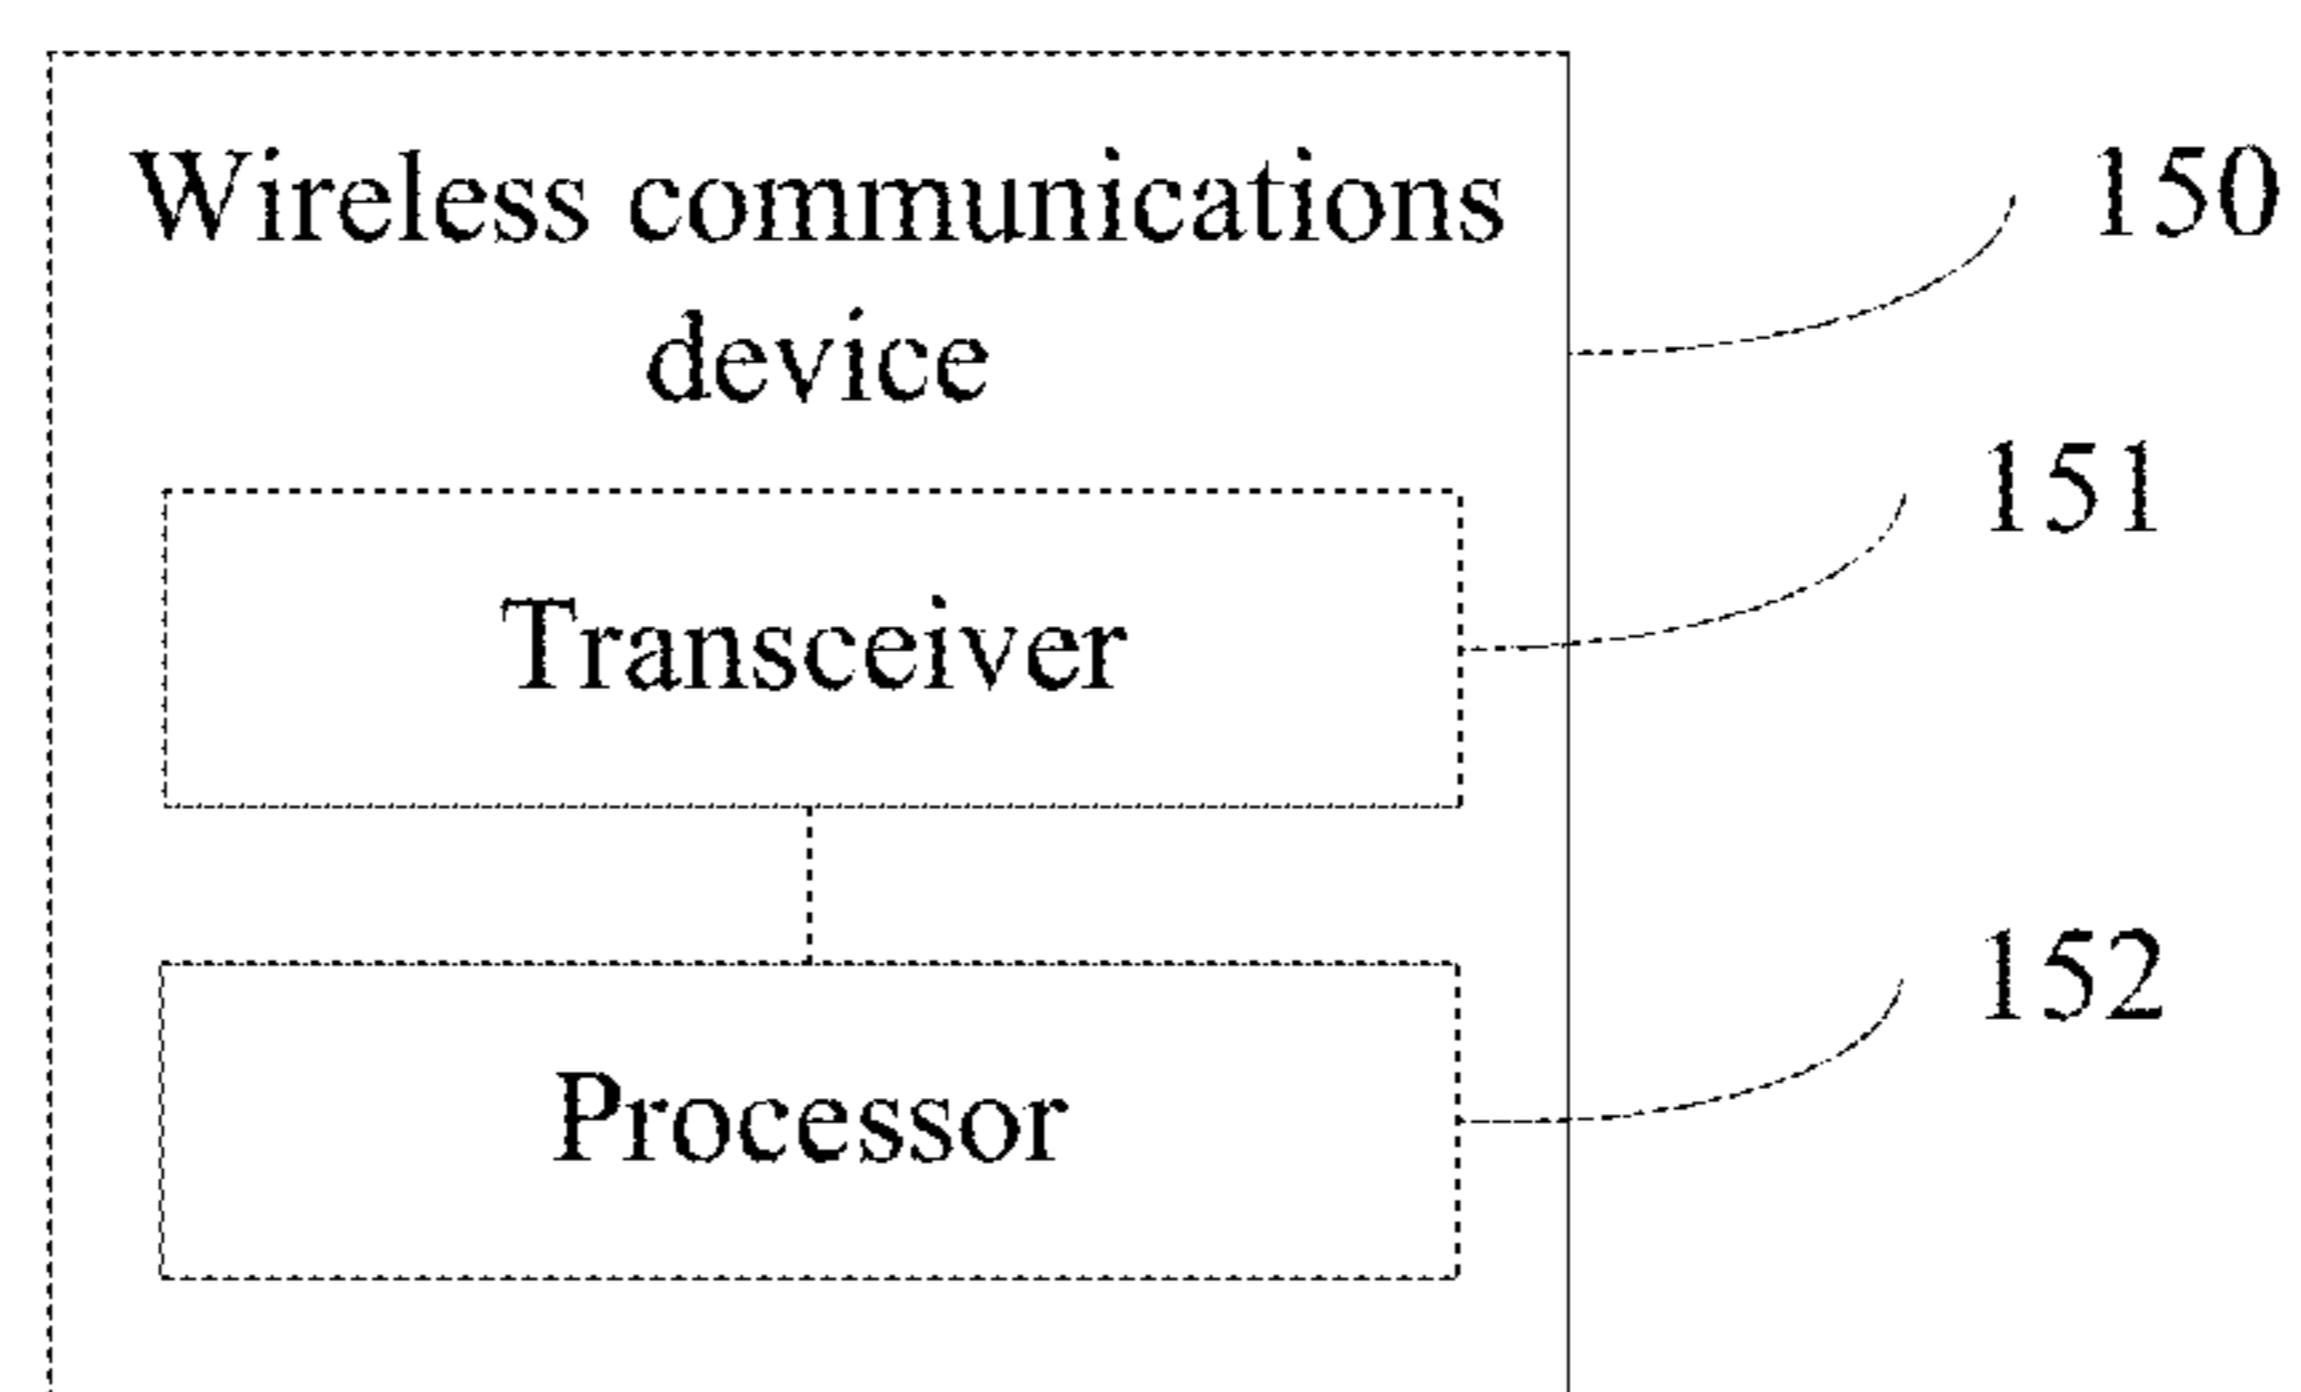 Wireless communications
device
150
151
Transceiver
152
Processor